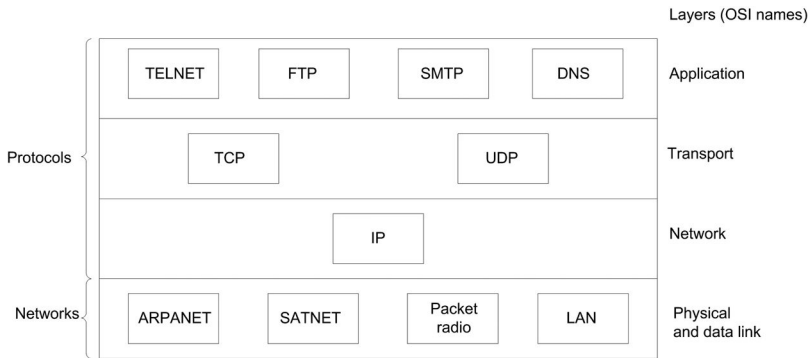 Layers (OSI names)
TELNET FTP SMTP DNS Application
Protocols
TCP UDP Transport
IP Network
Networks
ARPANET SATNET Packet radio LAN
Physical
and data link